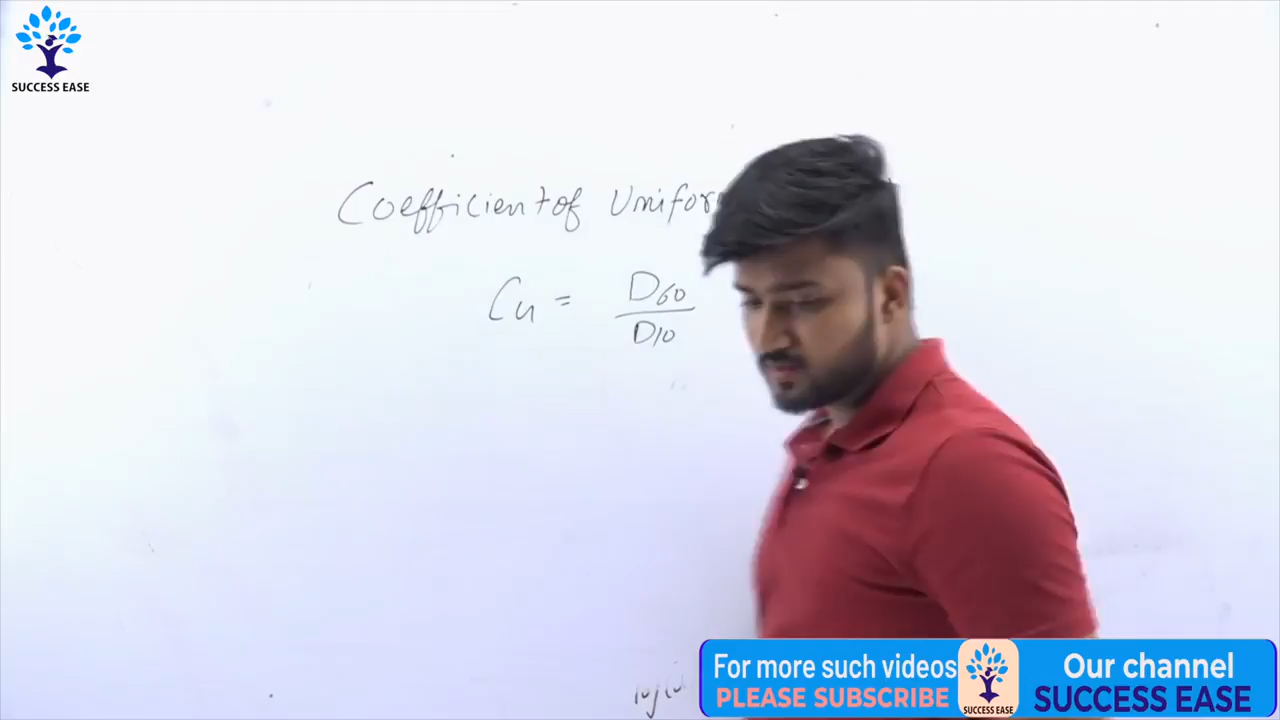 SUCCESS EASE
Coefficient of Unifor
Cu = D60 / D10
log(d
For more such videos
PLEASE SUBSCRIBE
SUCCESS EASE
Our channel
SUCCESS EASE